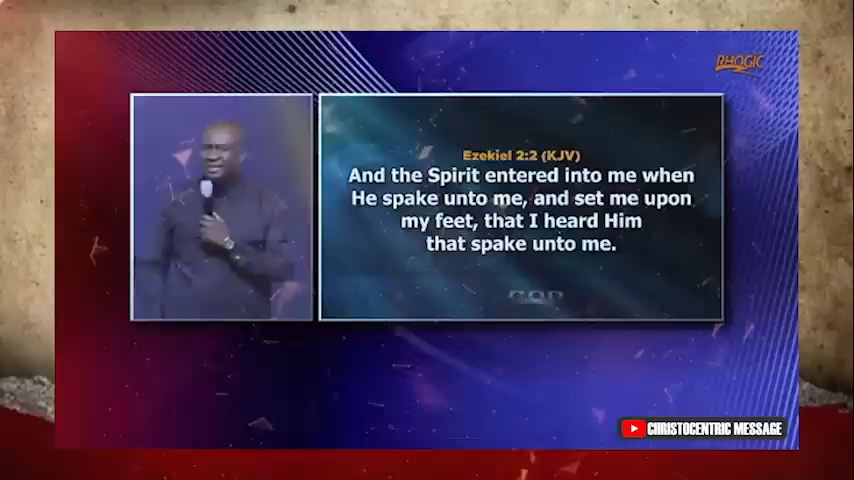 RHOGIC
Ezekiel 2:2 (KJV)
And the Spirit entered into me when
He spake unto me, and set me upon
my feet, that I heard Him
that spake unto me.
GOD
CHRISTOCENTRIC MESSAGE